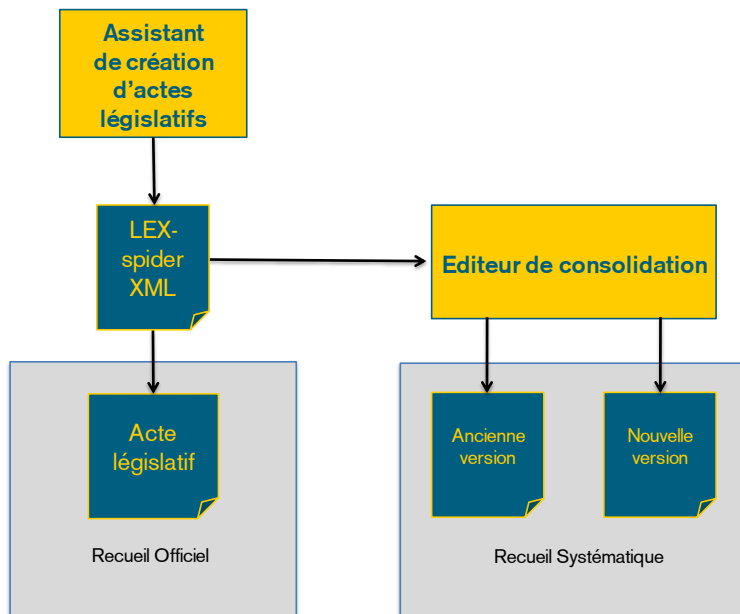 Assistant
de création
d'actes
législatifs
LEX-
spider
XML
Editeur de consolidation
Acte
législatif
Ancienne
version
Nouvelle
version
Recueil Officiel
Recueil Systématique